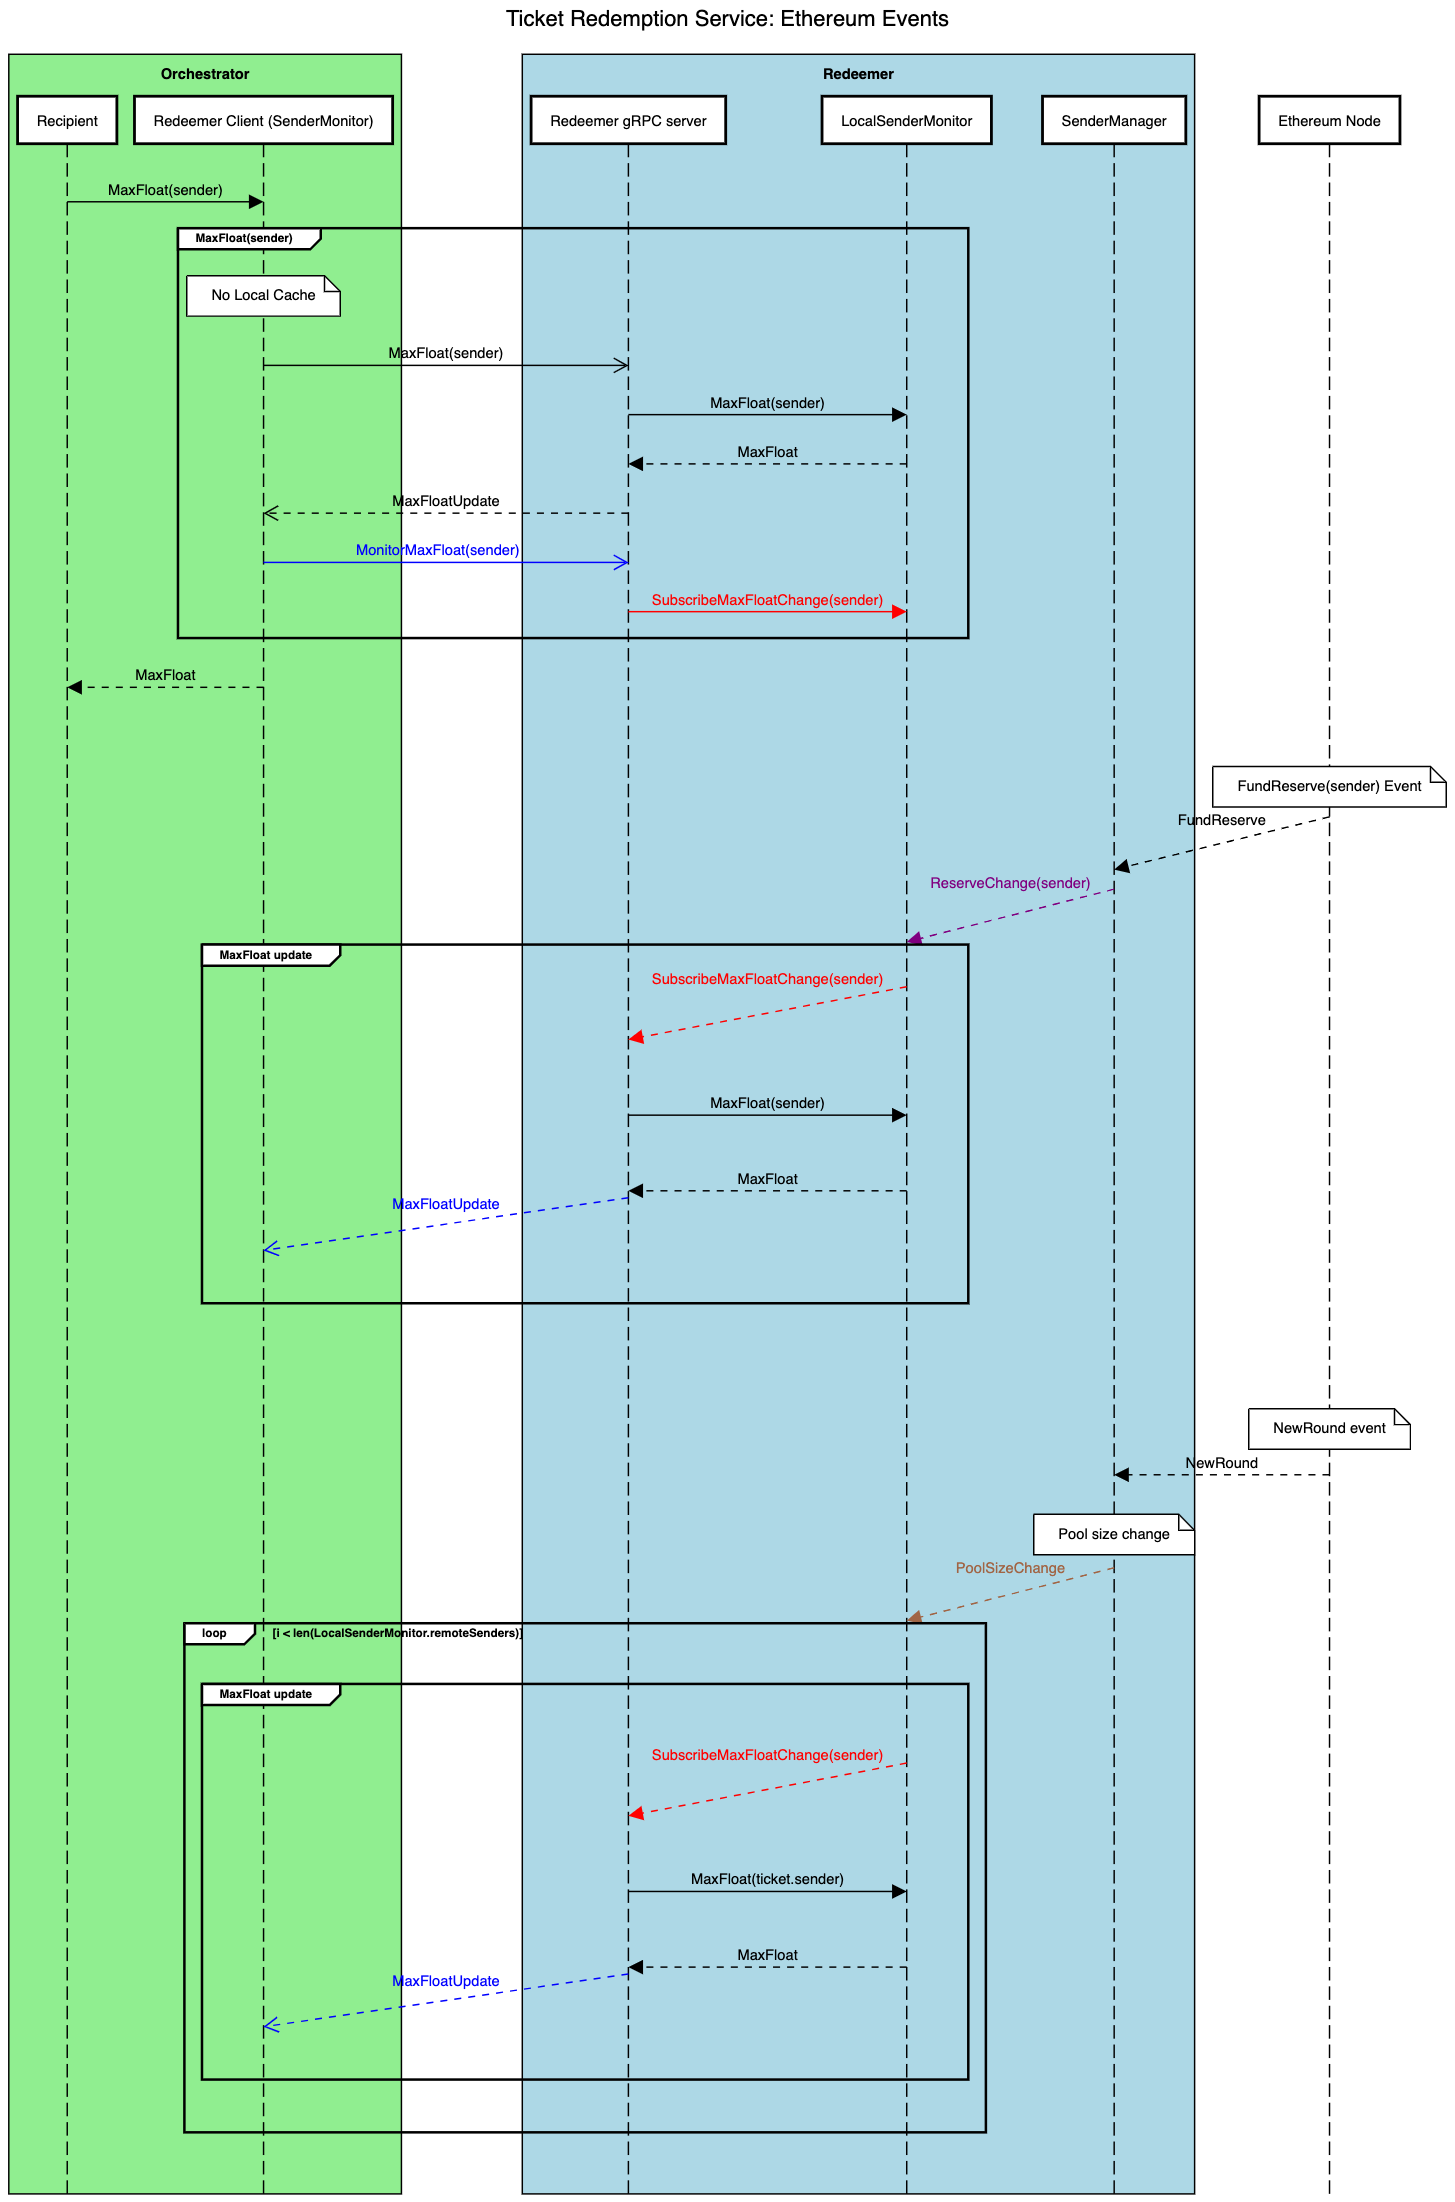 Ticket Redemption Service: Ethereum Events
Orchestrator
Redeemer
Recipient
Redeemer Client (SenderMonitor)
Redeemer gRPC server
LocalSenderMonitor
SenderManager
Ethereum Node
MaxFloat(sender)
MaxFloat(sender)
No Local Cache
MaxFloat(sender)
MaxFloat(sender)
MaxFloat
MaxFloatUpdate
MonitorMaxFloat(sender)
SubscribeMaxFloatChange(sender)
MaxFloat
FundReserve(sender) Event
FundReserve
ReserveChange(sender)
MaxFloat update
SubscribeMaxFloatChange(sender)
MaxFloat(sender)
MaxFloat
MaxFloatUpdate
NewRound event
NewRound
Pool size change
PoolSizeChange
loop [i < len(LocalSenderMonitor.remoteSenders)]
MaxFloat update
SubscribeMaxFloatChange(sender)
MaxFloat(ticket.sender)
MaxFloat
MaxFloatUpdate